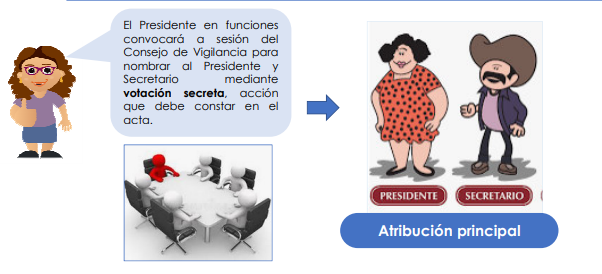 El Presidente en funciones
convocará a sesión del
Consejo de Vigilancia para
nombrar al Presidente y
Secretario mediante
votación secreta, acción
que debe constar en el
acta.
PRESIDENTE
SECRETARIO
Atribución principal